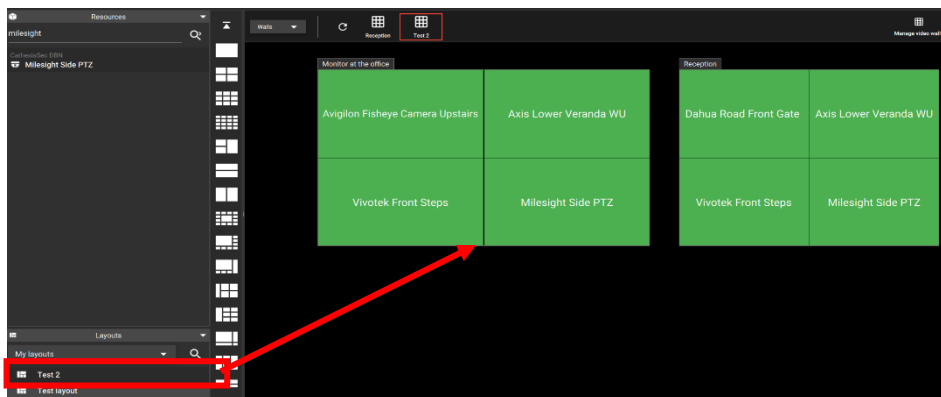 Resources
milesight
CathexisSec DBN
Milesight Side PTZ
Layouts
My layouts
Test 2
Test layout
Walls
Reception
Test 2
Manage video wall
Monitor at the office
Avigilon Fisheye Camera Upstairs
Axis Lower Veranda WU
Vivotek Front Steps
Milesight Side PTZ
Reception
Dahua Road Front Gate
Axis Lower Veranda WU
Vivotek Front Steps
Milesight Side PTZ